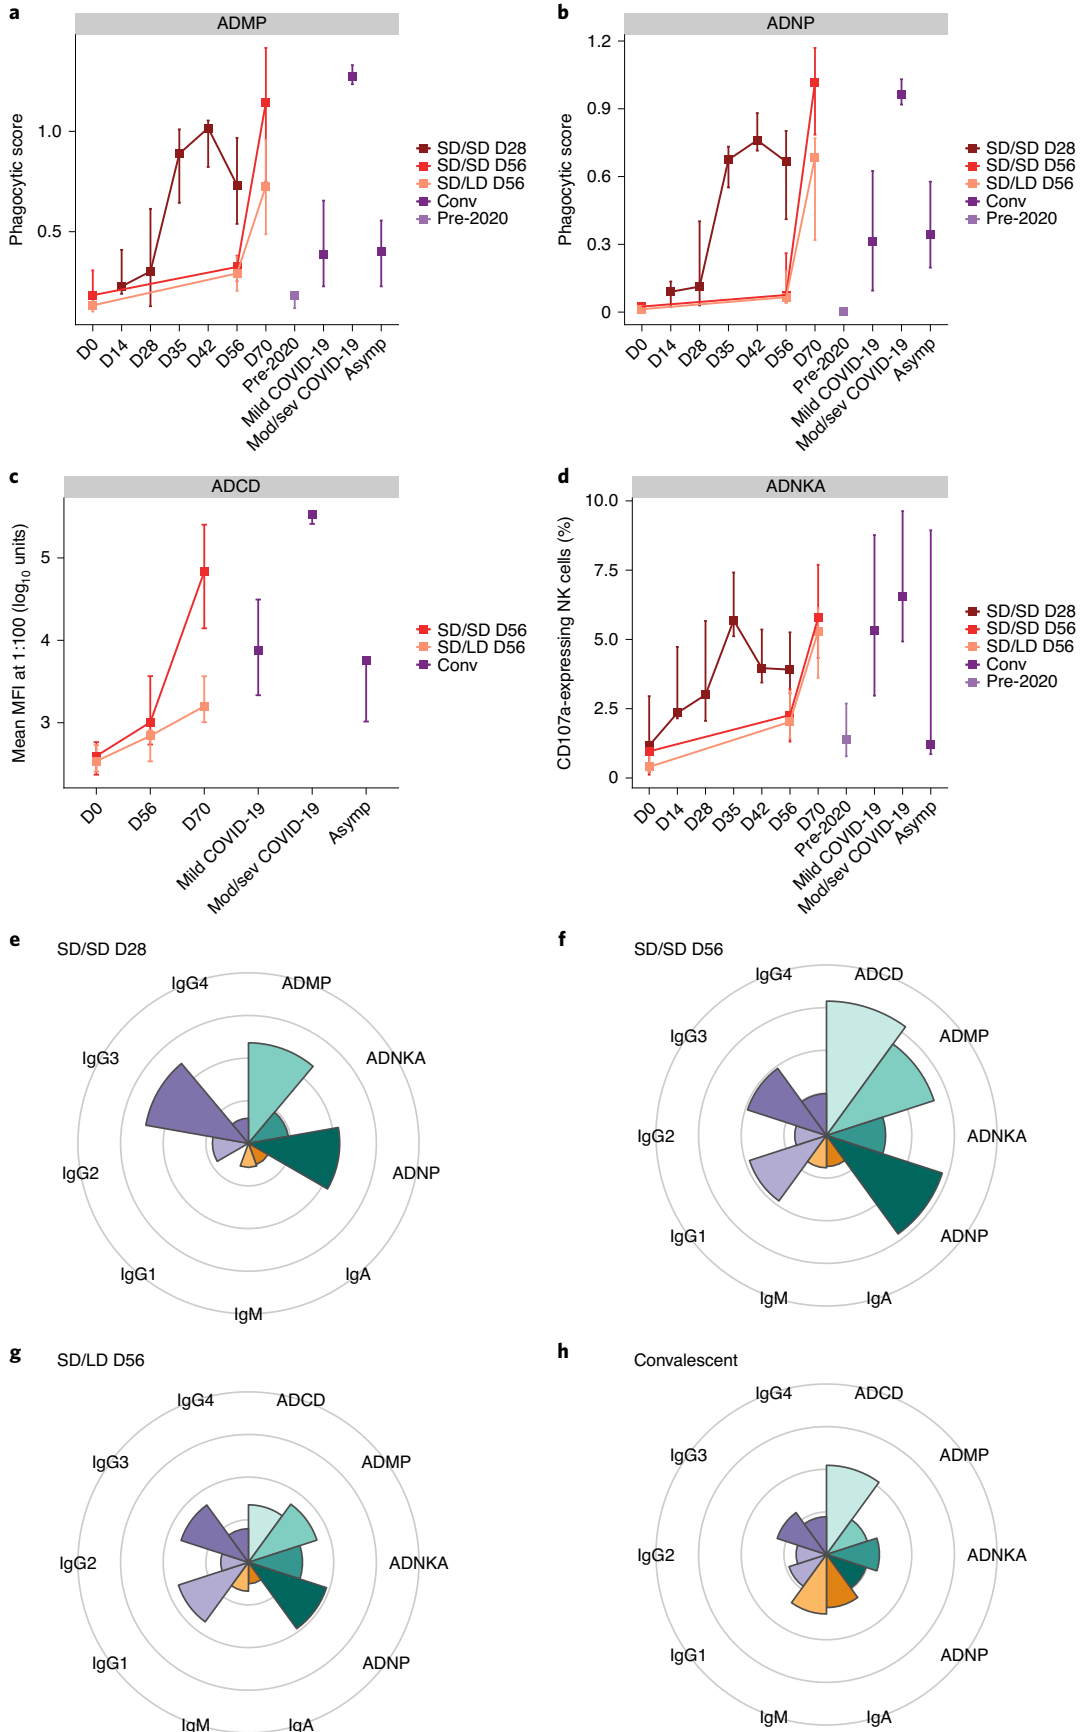 a
ADMP
Phagocytic score
1.0
0.5
D0
D14
D28
D35
D42
D56
D70
Pre-2020
Mild COVID-19
Mod/sev COVID-19
Asymp
SD/SD D28
SD/SD D56
SD/LD D56
Conv
Pre-2020
b
ADNP
Phagocytic score
1.2
0.9
0.6
0.3
0
D0
D14
D28
D35
D42
D56
D70
Pre-2020
Mild COVID-19
Mod/sev COVID-19
Asymp
SD/SD D28
SD/SD D56
SD/LD D56
Conv
Pre-2020
c
ADCD
Mean MFI at 1:100 (log10 units)
5
4
3
D0
D56
D70
Mild COVID-19
Mod/sev COVID-19
Asymp
SD/SD D56
SD/LD D56
Conv
d
ADNKA
CD107a-expressing NK cells (%)
10.0
7.5
5.0
2.5
0
D0
D14
D28
D35
D42
D56
D70
Pre-2020
Mild COVID-19
Mod/sev COVID-19
Asymp
SD/SD D28
SD/SD D56
SD/LD D56
Conv
Pre-2020
e
SD/SD D28
IgG4
ADMP
IgG3
ADNKA
IgG2
ADNP
IgG1
IgA
IgM
f
SD/SD D56
IgG4
ADCD
IgG3
ADMP
IgG2
ADNKA
IgG1
ADNP
IgM
IgA
g
SD/LD D56
IgG4
ADCD
IgG3
ADMP
IgG2
ADNKA
IgG1
ADNP
IgM
IgA
h
Convalescent
IgG4
ADCD
IgG3
ADMP
IgG2
ADNKA
IgG1
ADNP
IgM
IgA